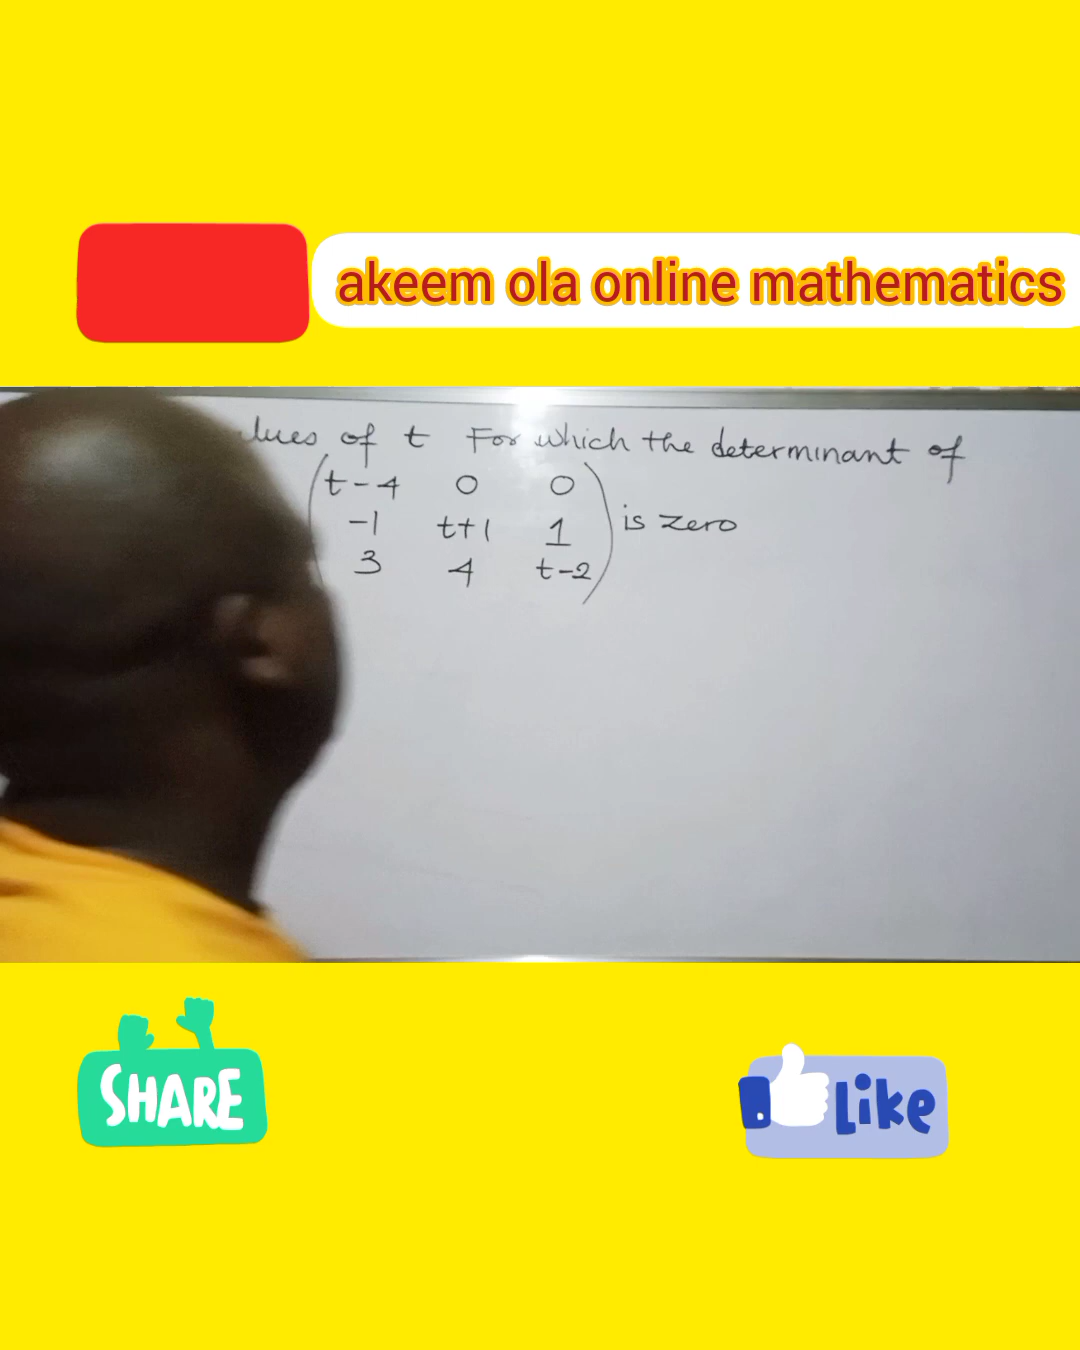 akeem ola online mathematics
lues of t For which the determinant of
t-4 0 0
-1 t+1 1 is zero
3 4 t-2
SHARE
Like